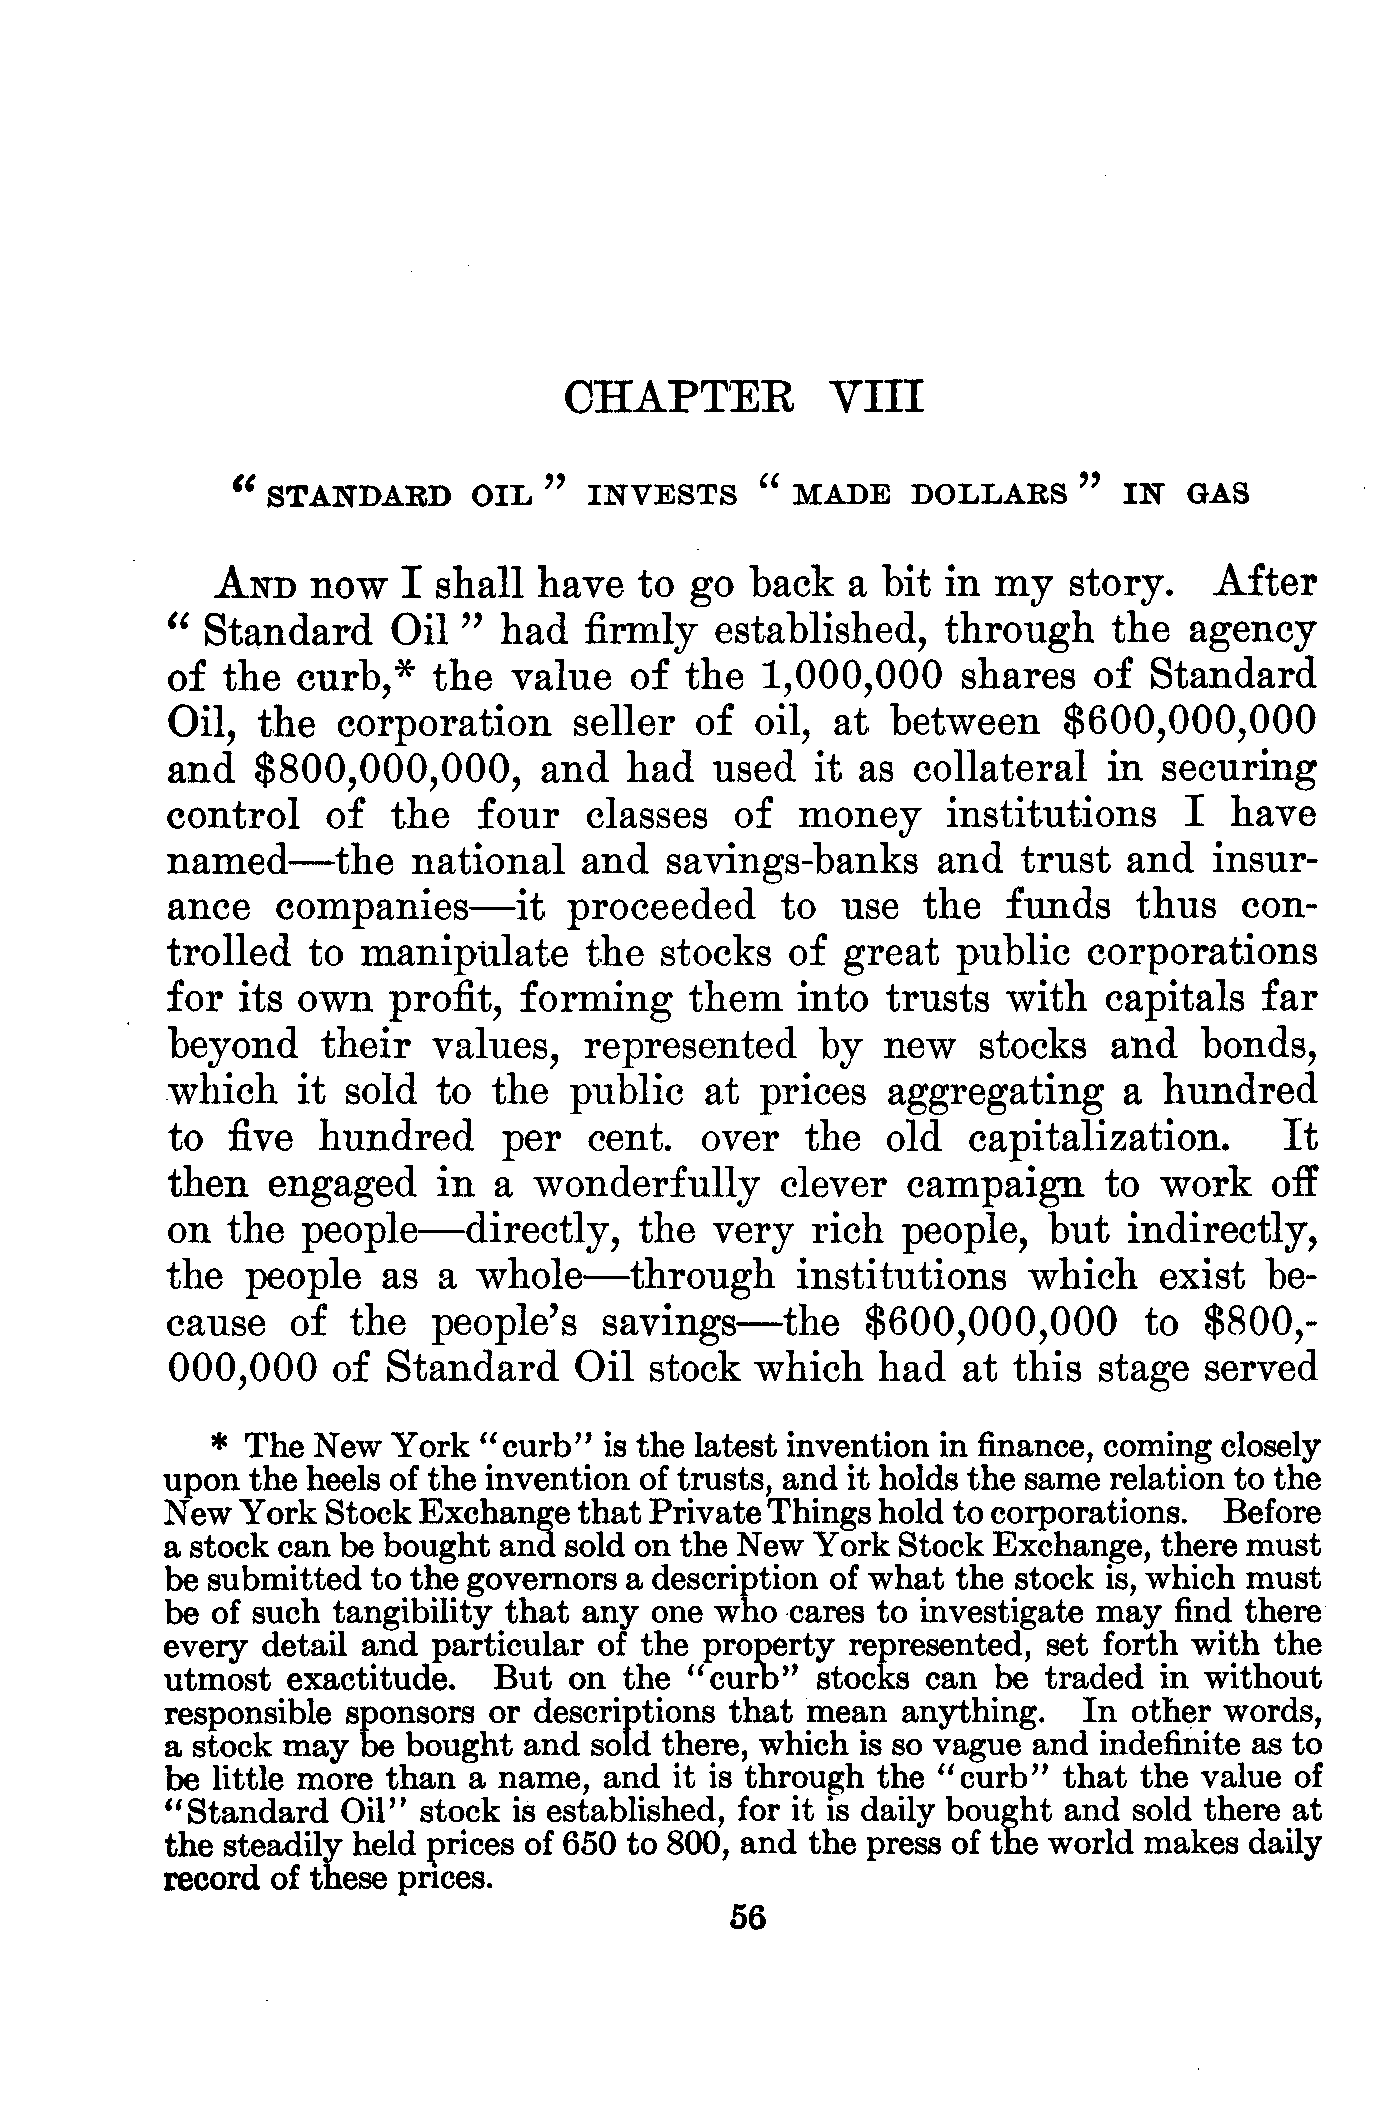 CHAPTER VIII
“ STANDARD OIL ” INVESTS “ MADE DOLLARS ” IN GAS
AND now I shall have to go back a bit in my story. After
“ Standard Oil ” had firmly established, through the agency
of the curb,* the value of the 1,000,000 shares of Standard
Oil, the corporation seller of oil, at between $600,000,000
and $800,000,000, and had used it as collateral in securing
control of the four classes of money institutions I have
named—the national and savings-banks and trust and insur-
ance companies—it proceeded to use the funds thus con-
trolled to manipulate the stocks of great public corporations
for its own profit, forming them into trusts with capitals far
beyond their values, represented by new stocks and bonds,
which it sold to the public at prices aggregating a hundred
to five hundred per cent. over the old capitalization. It
then engaged in a wonderfully clever campaign to work off
on the people—directly, the very rich people, but indirectly,
the people as a whole—through institutions which exist be-
cause of the people’s savings—the $600,000,000 to $800,-
000,000 of Standard Oil stock which had at this stage served
* The New York “curb” is the latest invention in finance, coming closely
upon the heels of the invention of trusts, and it holds the same relation to the
New York Stock Exchange that Private Things hold to corporations. Before
a stock can be bought and sold on the New York Stock Exchange, there must
be submitted to the governors a description of what the stock is, which must
be of such tangibility that any one who cares to investigate may find there
every detail and particular of the property represented, set forth with the
utmost exactitude. But on the “curb” stocks can be traded in without
responsible sponsors or descriptions that mean anything. In other words,
a stock may be bought and sold there, which is so vague and indefinite as to
be little more than a name, and it is through the “curb” that the value of
“Standard Oil” stock is established, for it is daily bought and sold there at
the steadily held prices of 650 to 800, and the press of the world makes daily
record of these prices.
56